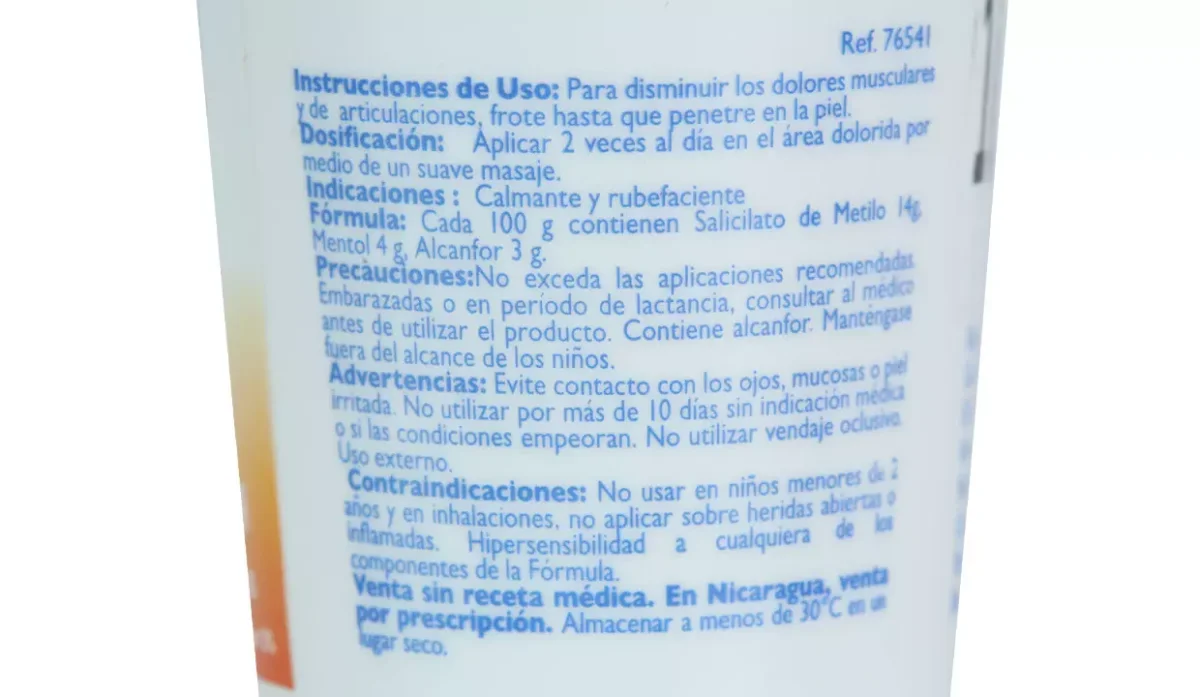 Ref. 76541
Instrucciones de Uso: Para disminuir los dolores musculares
y de articulaciones, frote hasta que penetre en la piel.
Dosificación: Aplicar 2 veces al día en el área dolorida por
medio de un suave masaje.
Indicaciones : Calmante y rubefaciente
Fórmula: Cada 100 g contienen Salicilato de Metilo 14g,
Mentol 4 g, Alcanfor 3 g.
Precauciones:No exceda las aplicaciones recomendadas.
Embarazadas o en período de lactancia, consultar al médico
antes de utilizar el producto. Contiene alcanfor. Manténgase
fuera del alcance de los niños.
Advertencias: Evite contacto con los ojos, mucosas o piel
irritada. No utilizar por más de 10 días sin indicación médica
o si las condiciones empeoran. No utilizar vendaje oclusivo.
Uso externo.
Contraindicaciones: No usar en niños menores de 2
años y en inhalaciones, no aplicar sobre heridas abiertas o
inflamadas. Hipersensibilidad a cualquiera de los
componentes de la Fórmula.
Venta sin receta médica. En Nicaragua, venta
por prescripción. Almacenar a menos de 30°C en un
lugar seco.